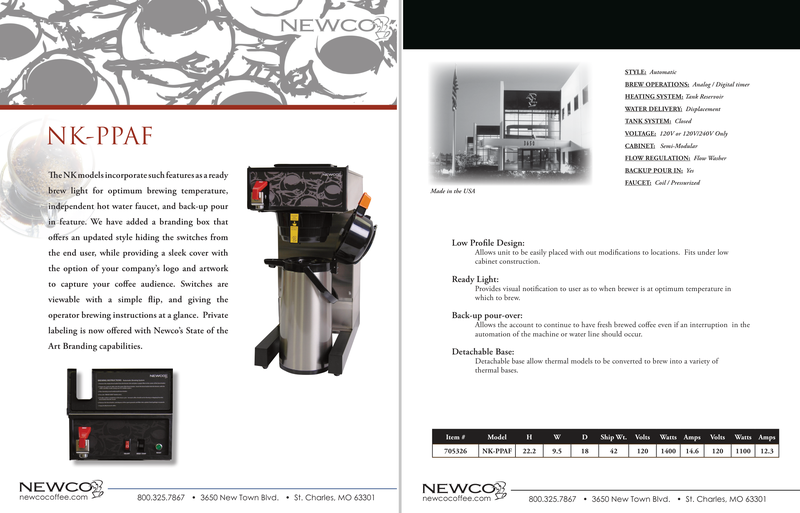 NEWCO
NK-PPAF
The NK models incorporate such features as a ready
brew light for optimum brewing temperature,
independent hot water faucet, and back-up pour
in feature. We have added a branding box that
offers an updated style hiding the switches from
the end user, while providing a sleek cover with
the option of your company's logo and artwork
to capture your coffee audience. Switches are
viewable with a simple flip, and giving the
operator brewing instructions at a glance. Private
labeling is now offered with Newco's State of the
Art Branding capabilities.
NEWCO
NEWCO
NEWCO
newcocoffee.com
800.325.7867 • 3650 New Town Blvd. • St. Charles, MO 63301
Made in the USA
STYLE: Automatic
BREW OPERATIONS: Analog / Digital timer
HEATING SYSTEM: Tank Reservoir
WATER DELIVERY: Displacement
TANK SYSTEM: Closed
VOLTAGE: 120V or 120V/240V Only
CABINET: Semi-Modular
FLOW REGULATION: Flow Washer
BACKUP POUR IN: Yes
FAUCET: Coil / Pressurized
Low Profile Design:
Allows unit to be easily placed with out modifications to locations. Fits under low
cabinet construction.
Ready Light:
Provides visual notification to user as to when brewer is at optimum temperature in
which to brew.
Back-up pour-over:
Allows the account to continue to have fresh brewed coffee even if an interruption in the
automation of the machine or water line should occur.
Detachable Base:
Detachable base allow thermal models to be converted to brew into a variety of
thermal bases.
Item # Model H W D Ship Wt. Volts Watts Amps Volts Watts Amps
705326 NK-PPAF 22.2 9.5 18 42 120 1400 14.6 120 1100 12.3
NEWCO
newcocoffee.com
800.325.7867 • 3650 New Town Blvd. • St. Charles, MO 63301